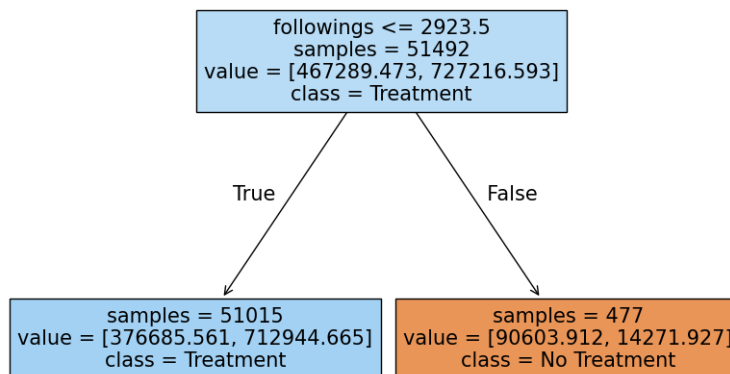 followings <= 2923.5
samples = 51492
value = [467289.473, 727216.593]
class = Treatment
True
False
samples = 51015
value = [376685.561, 712944.665]
class = Treatment
samples = 477
value = [90603.912, 14271.927]
class = No Treatment